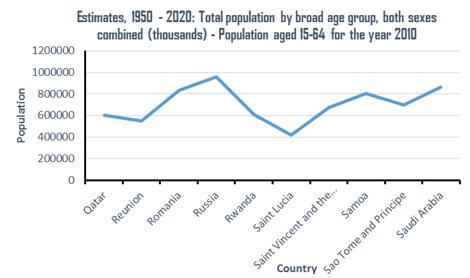 Estimates, 1950 - 2020: Total population by broad age group, both sexes
combined (thousands) - Population aged 15-64 for the year 2010
1200000
1000000
800000
600000
400000
200000
0
Population
Qatar
Reunion
Romania
Russia
Rwanda
Saint Lucia
Saint Vincent and the...
Samoa
Sao Tome and Principe
Saudi Arabia
Country